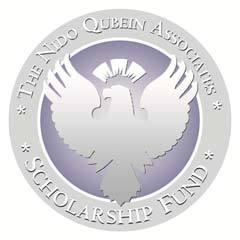 * THE NIDO QUBEIN ASSOCIATES *
* SCHOLARSHIP FUND *